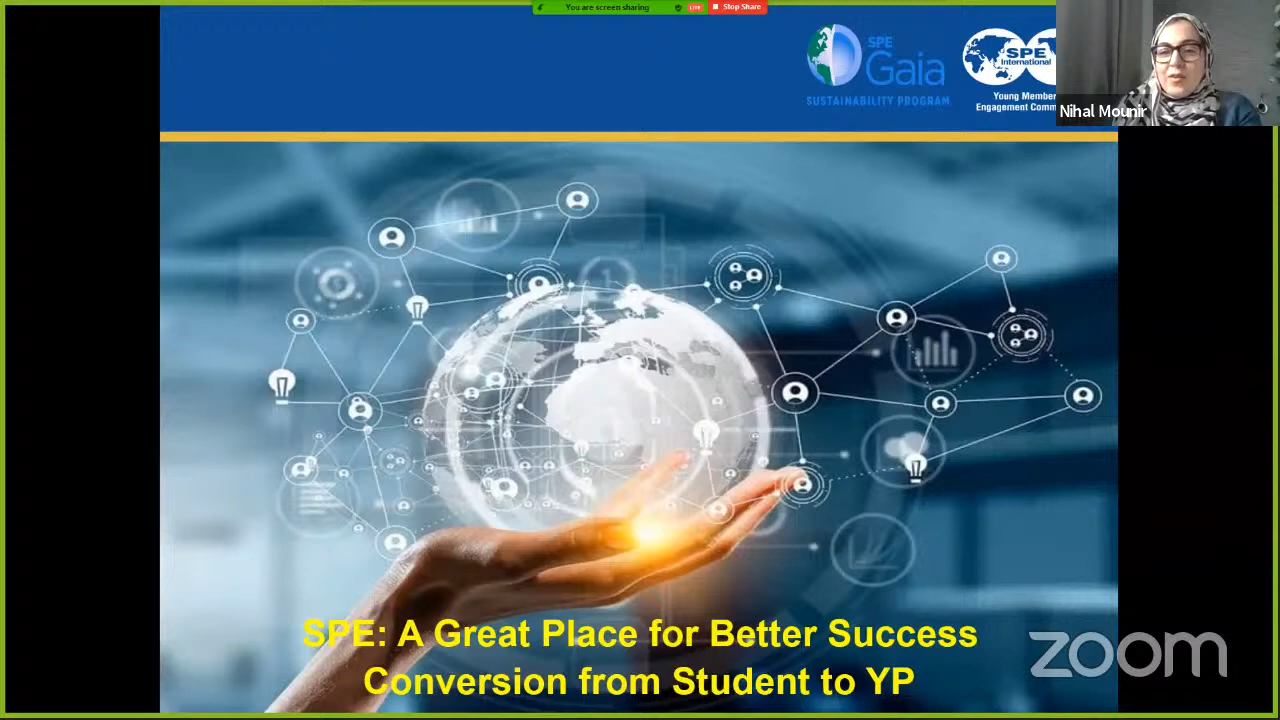 You are screen sharing
LIVE
Stop Share
SPE
Gaia
SUSTAINABILITY PROGRAM
SPE
International
Young Member
Engagement Comm
Nihal Mounir
SPE: A Great Place for Better Success
Conversion from Student to YP
zoom